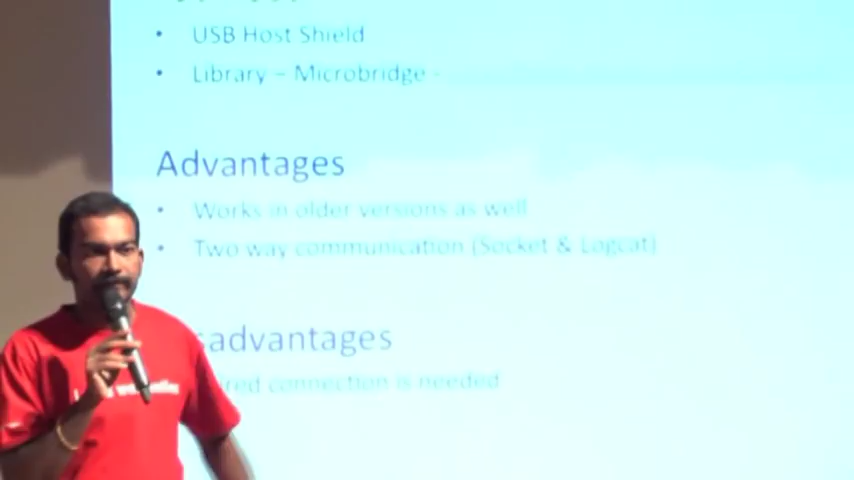 • USB Host Shield
• Library – Microbridge -
Advantages
• Works in older versions as well
• Two way communication (Socket & Logcat)
sadvantages
red connection is needed